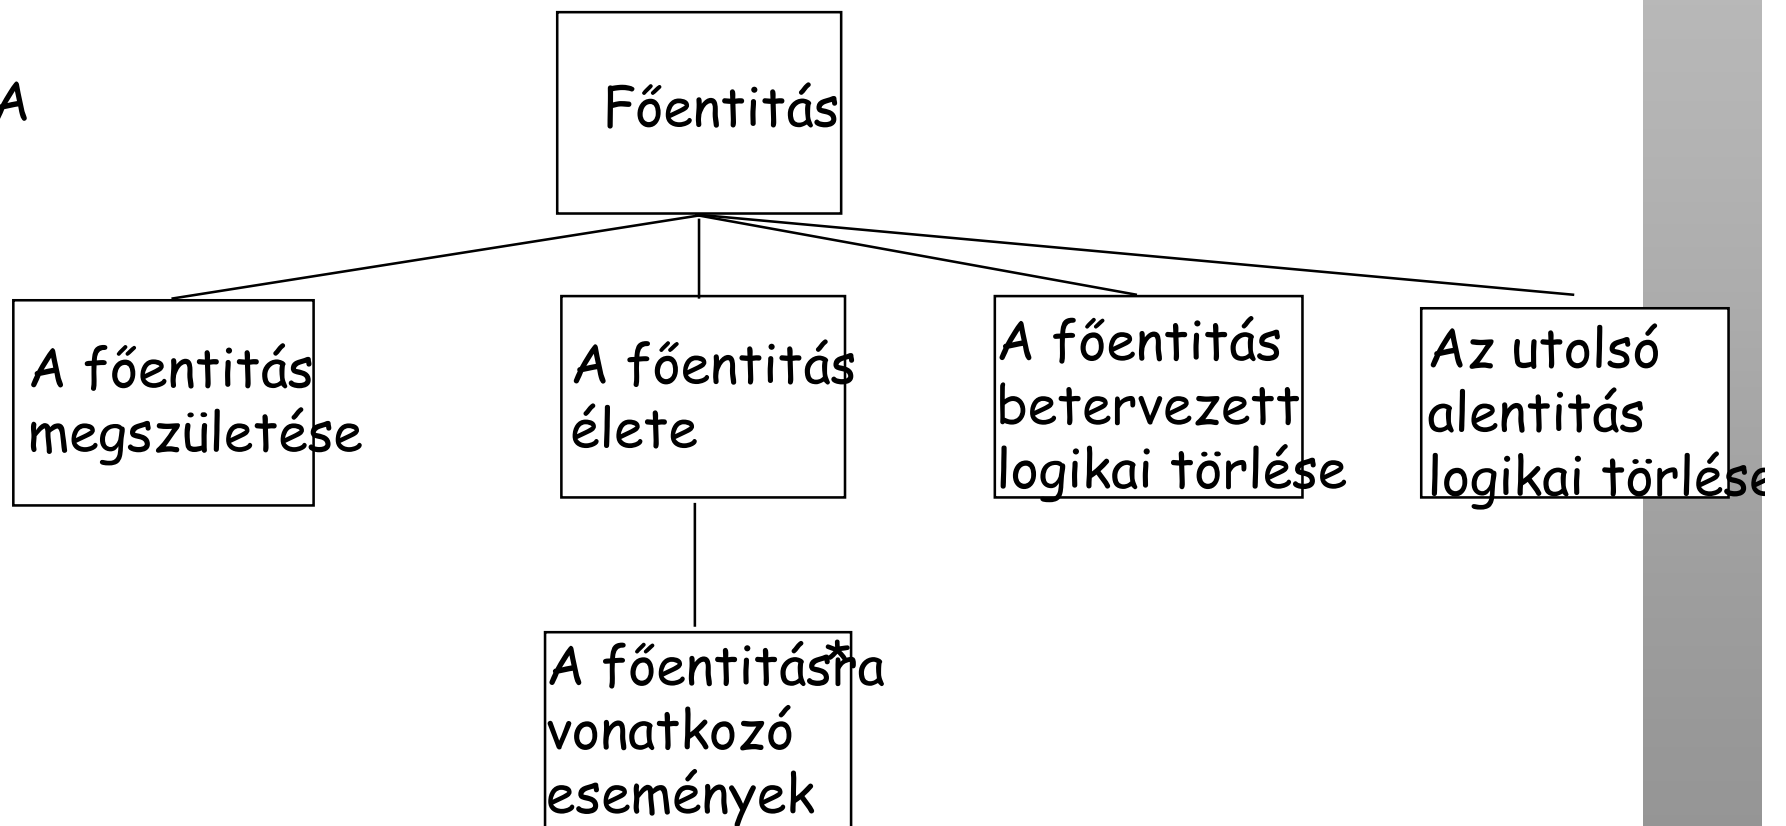 A
Főentitás
A főentitás
megszületése
A főentitás
élete
A főentitás
betervezett
logikai törlése
Az utolsó
alentitás
logikai törlése
*
A főentitásra
vonatkozó
események